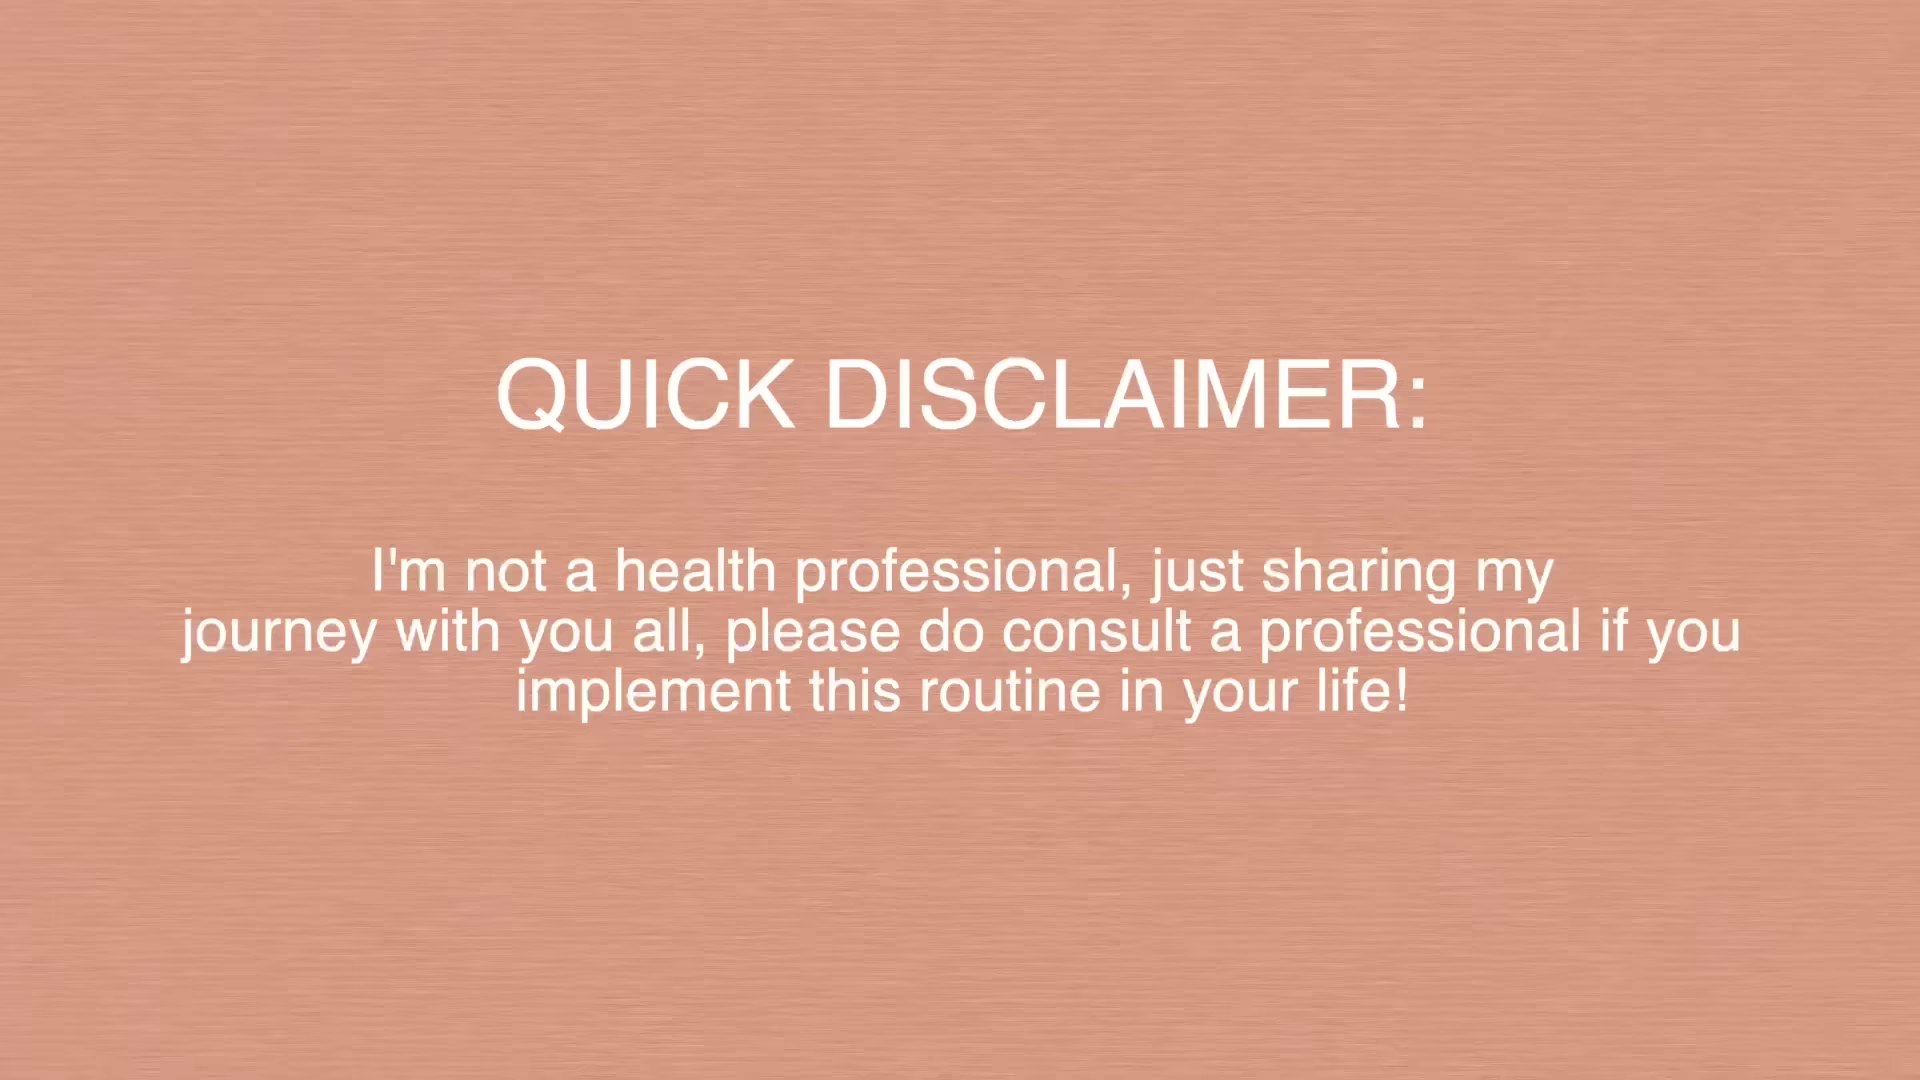 QUICK DISCLAIMER:
I'm not a health professional, just sharing my
journey with you all, please do consult a professional if you
implement this routine in your life!